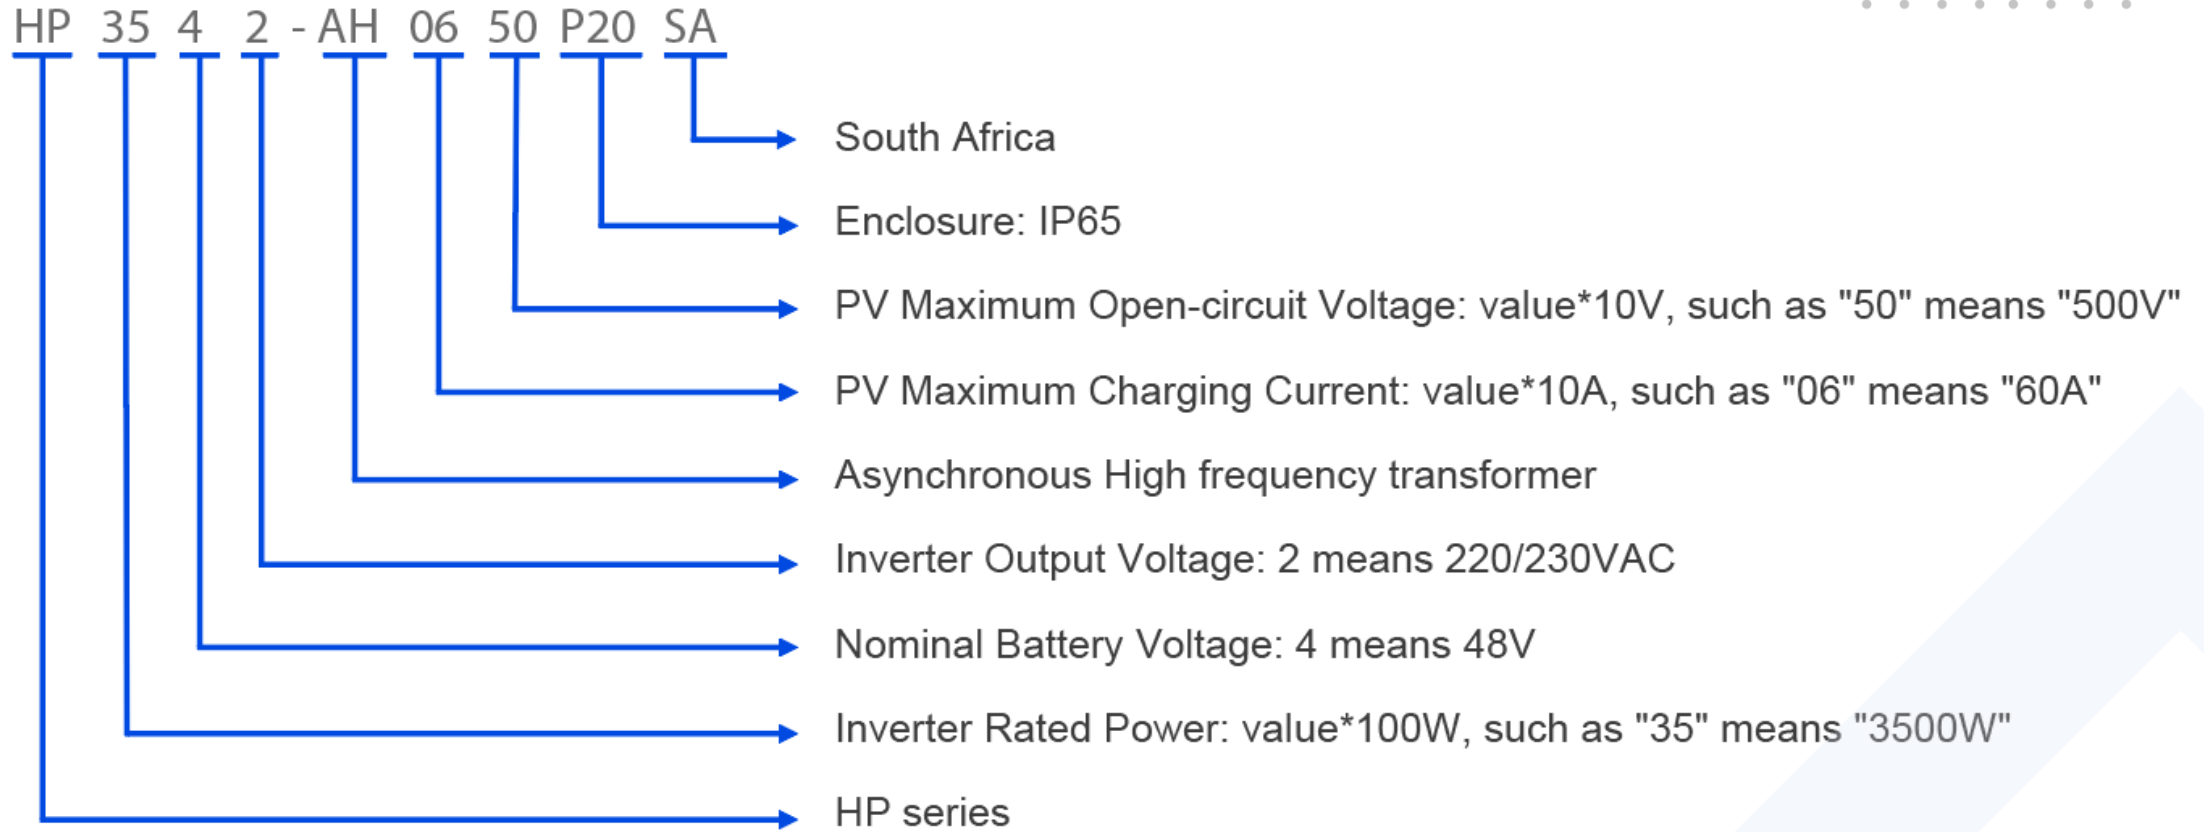 HP 35 4 2 - AH 06 50 P20 SA
South Africa
Enclosure: IP65
PV Maximum Open-circuit Voltage: value*10V, such as "50" means "500V"
PV Maximum Charging Current: value*10A, such as "06" means "60A"
Asynchronous High frequency transformer
Inverter Output Voltage: 2 means 220/230VAC
Nominal Battery Voltage: 4 means 48V
Inverter Rated Power: value*100W, such as "35" means "3500W"
HP series